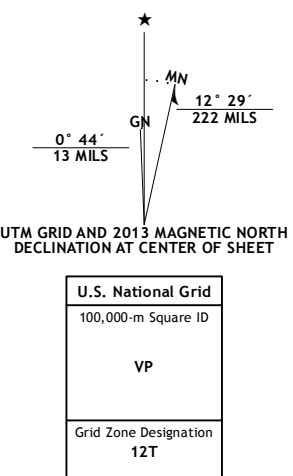 ★
MN
GN
0° 44´
13 MILS
12° 29´
222 MILS
UTM GRID AND 2013 MAGNETIC NORTH
DECLINATION AT CENTER OF SHEET
U.S. National Grid
100,000-m Square ID
VP
Grid Zone Designation
12T